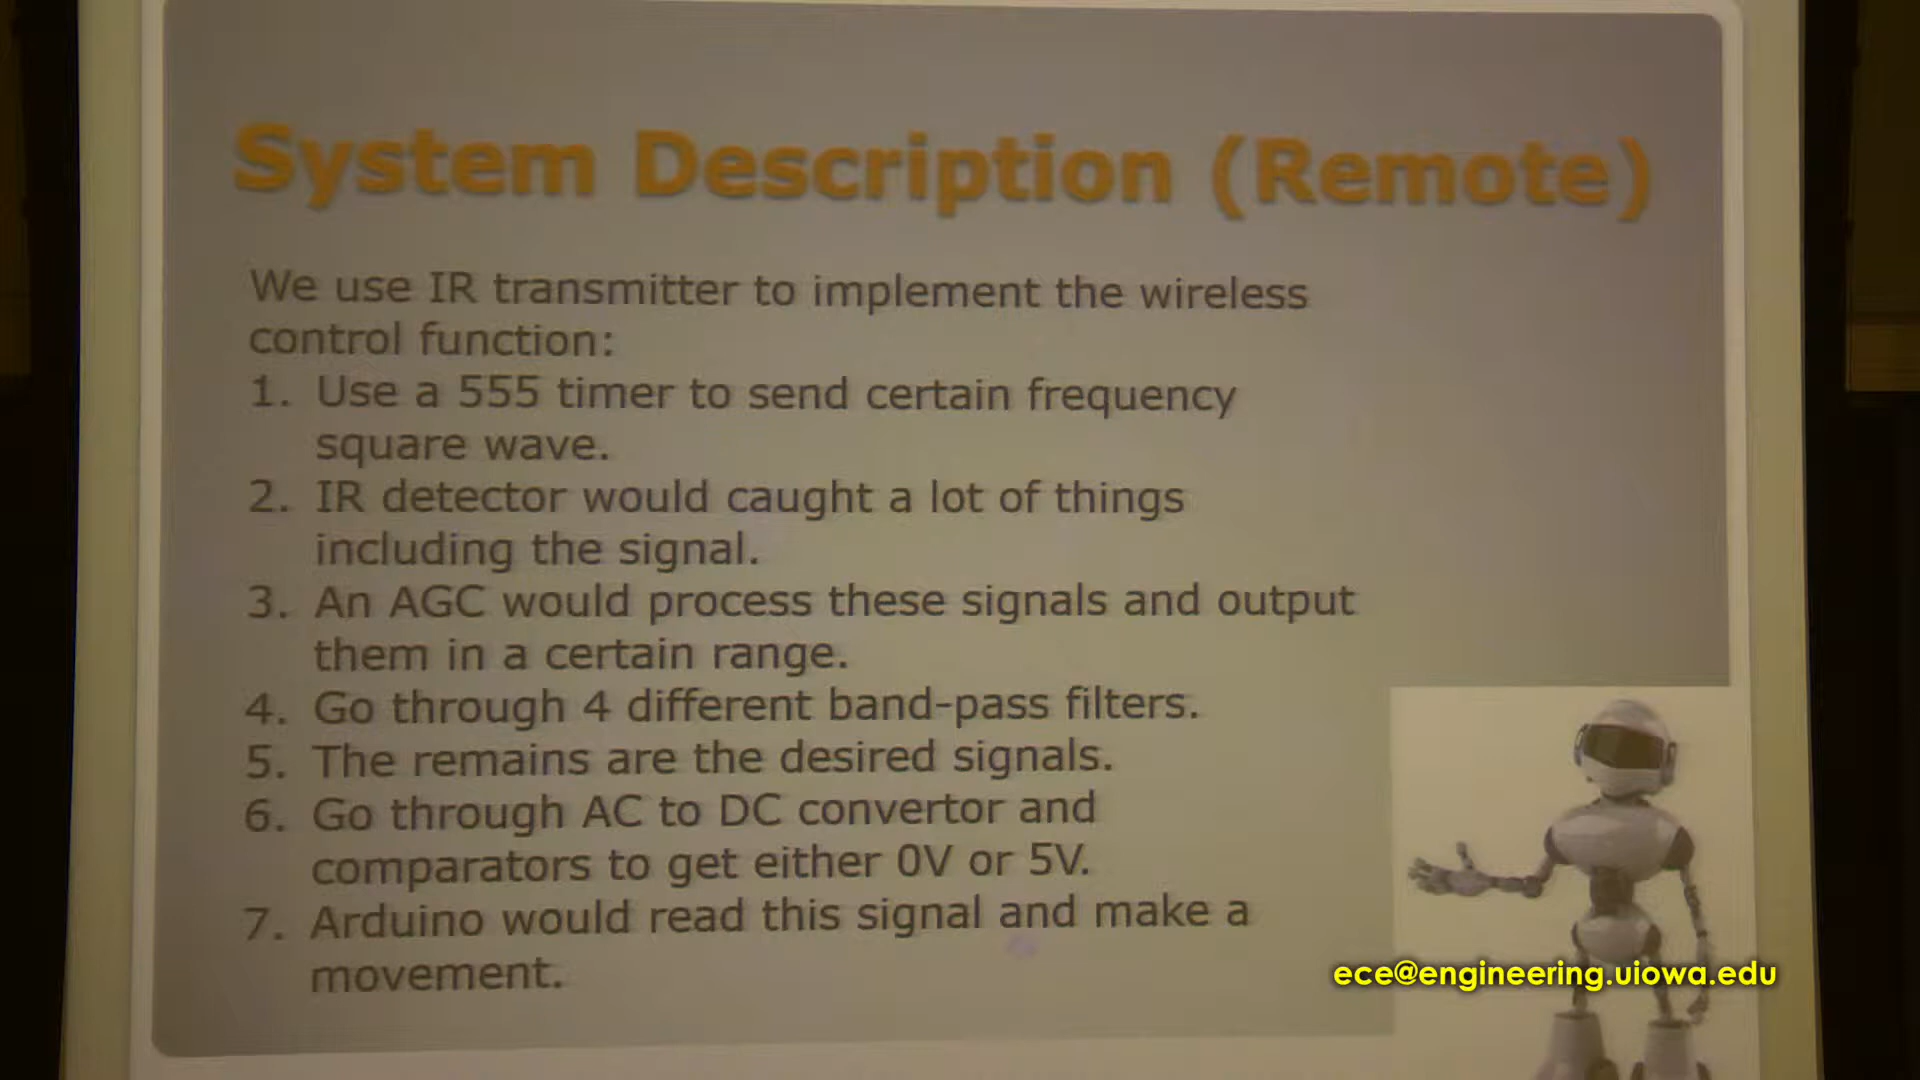 System Description (Remote)
We use IR transmitter to implement the wireless
control function:
1. Use a 555 timer to send certain frequency
square wave.
2. IR detector would caught a lot of things
including the signal.
3. An AGC would process these signals and output
them in a certain range.
4. Go through 4 different band-pass filters.
5. The remains are the desired signals.
6. Go through AC to DC convertor and
comparators to get either 0V or 5V.
7. Arduino would read this signal and make a
movement.
ece@engineering.uiowa.edu